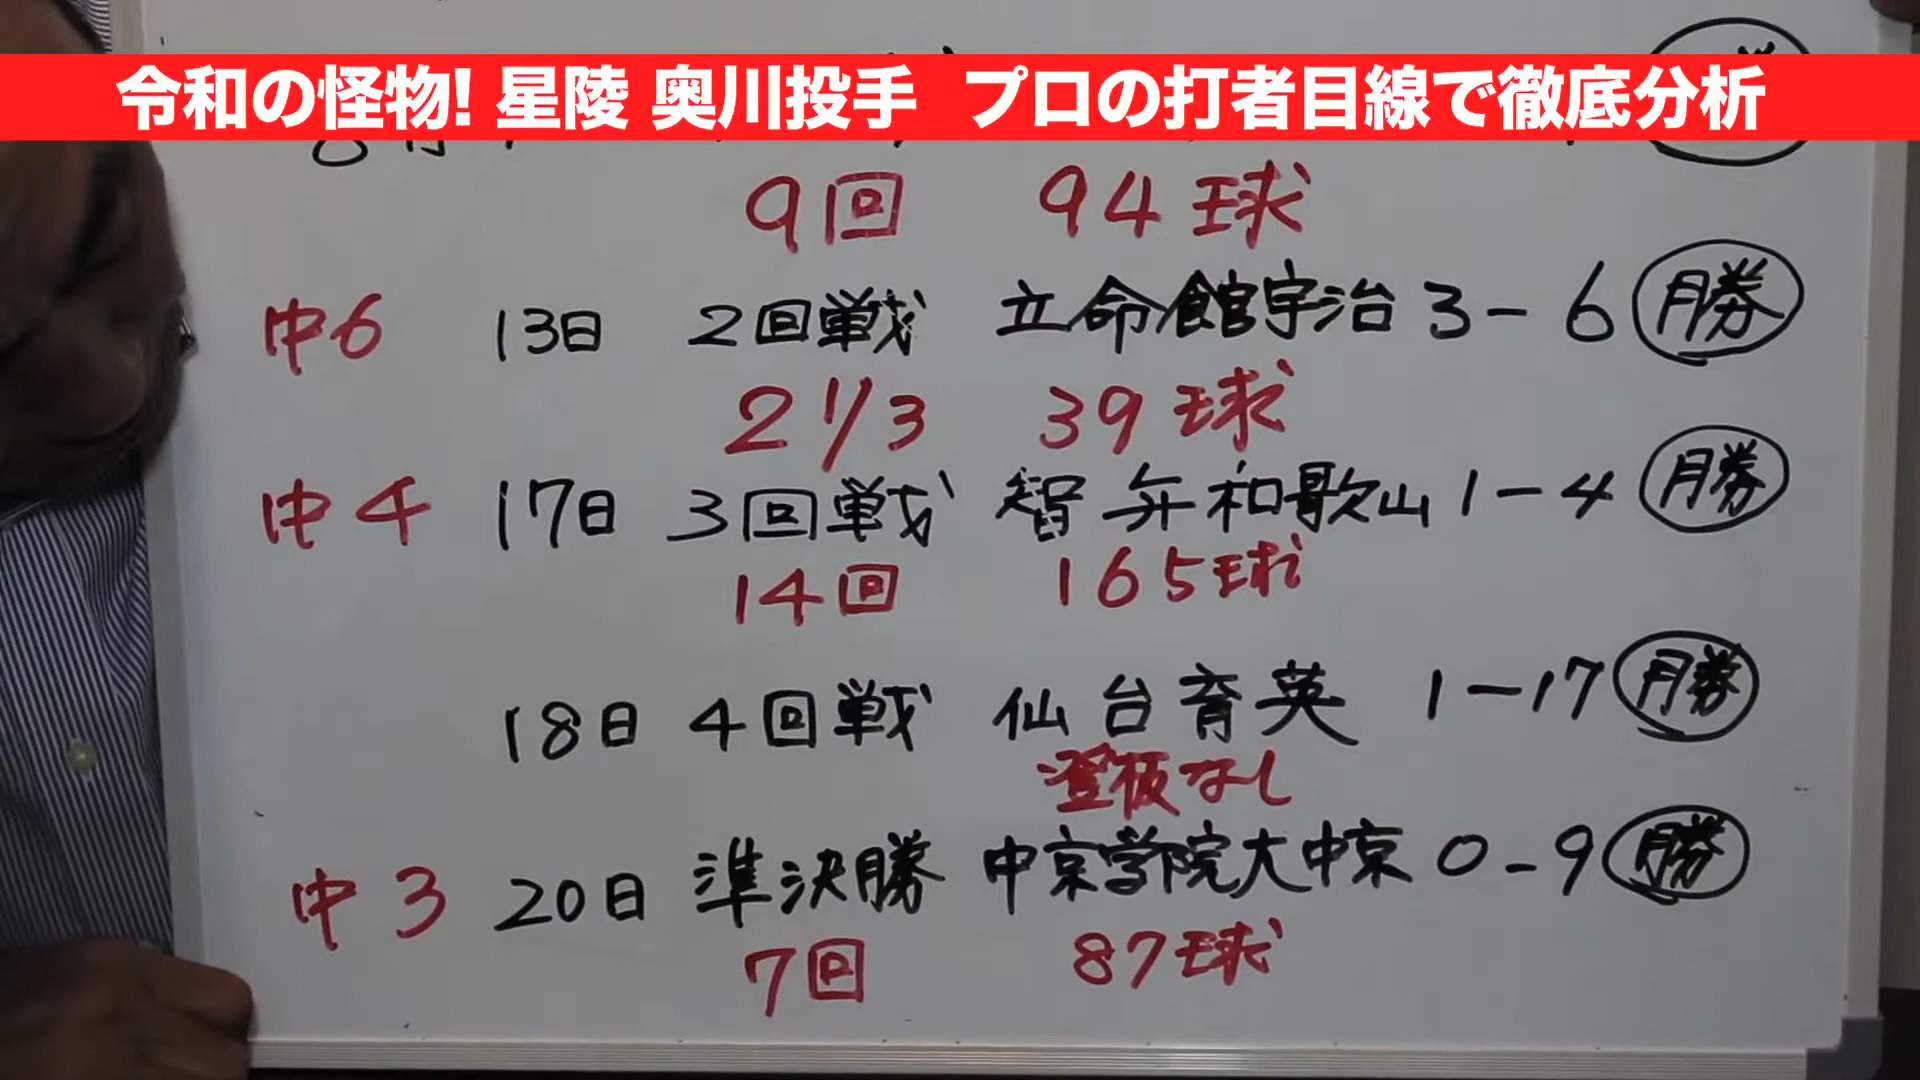 令和の怪物! 星陵 奥川投手 プロの打者目線で徹底分析
9回 94球
中6 13日 2回戦 立命館宇治 3-6 勝
2 1/3 39球
中4 17日 3回戦 智弁和歌山 1-4 勝
14回 165球
18日 4回戦 仙台育英 1-17 勝
登板なし
中3 20日 準決勝 中京学院大中京 0-9 勝
7回 87球